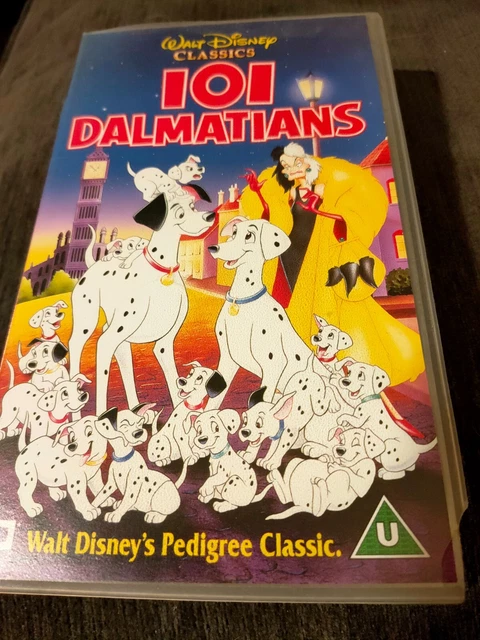 WALT DISNEY
CLASSICS
101
DALMATIANS
Walt Disney's Pedigree Classic.
U